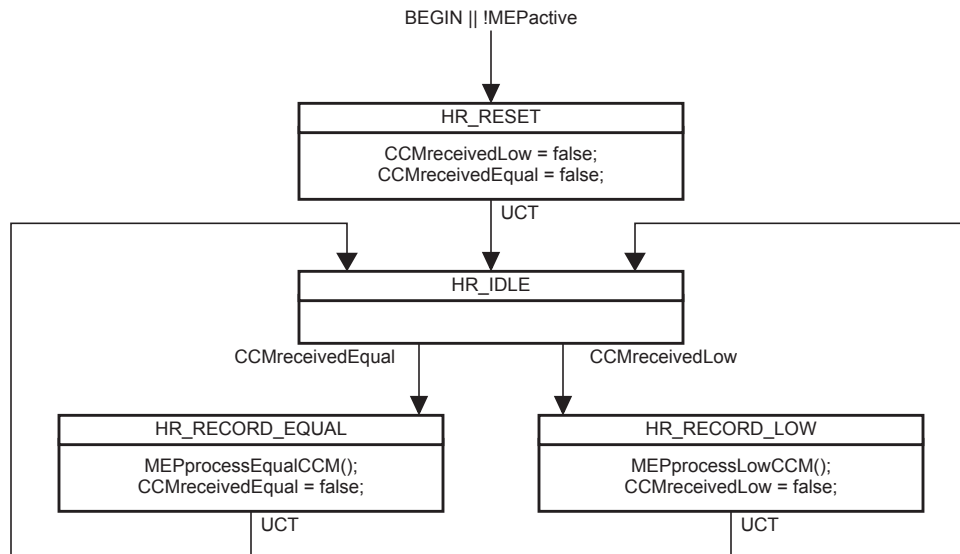 BEGIN || !MEPactive
HR_RESET
CCMreceivedLow = false;
CCMreceivedEqual = false;
UCT
HR_IDLE
CCMreceivedEqual
CCMreceivedLow
HR_RECORD_EQUAL
MEPprocessEqualCCM();
CCMreceivedEqual = false;
UCT
HR_RECORD_LOW
MEPprocessLowCCM();
CCMreceivedLow = false;
UCT